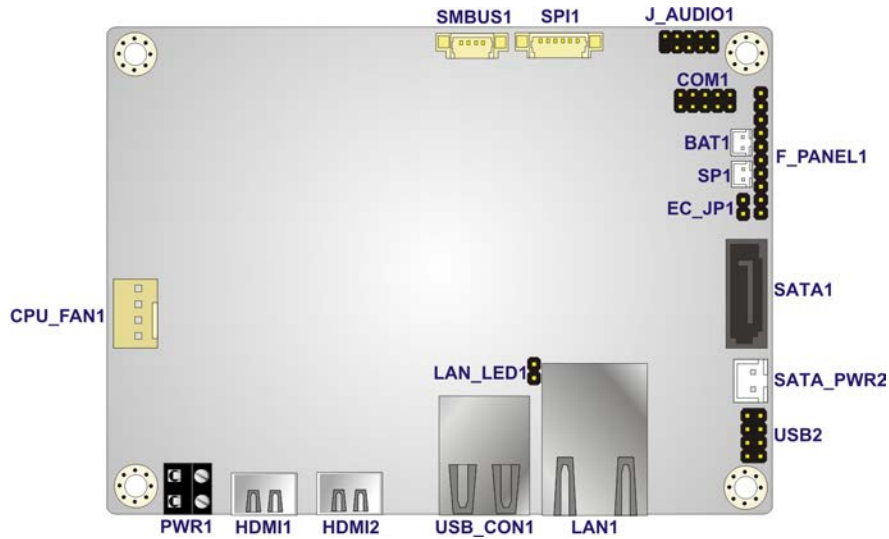 SMBUS1
SPI1
J_AUDIO1
COM1
BAT1
F_PANEL1
SP1
EC_JP1
SATA1
CPU_FAN1
LAN_LED1
SATA_PWR2
USB2
PWR1
HDMI1
HDMI2
USB_CON1
LAN1